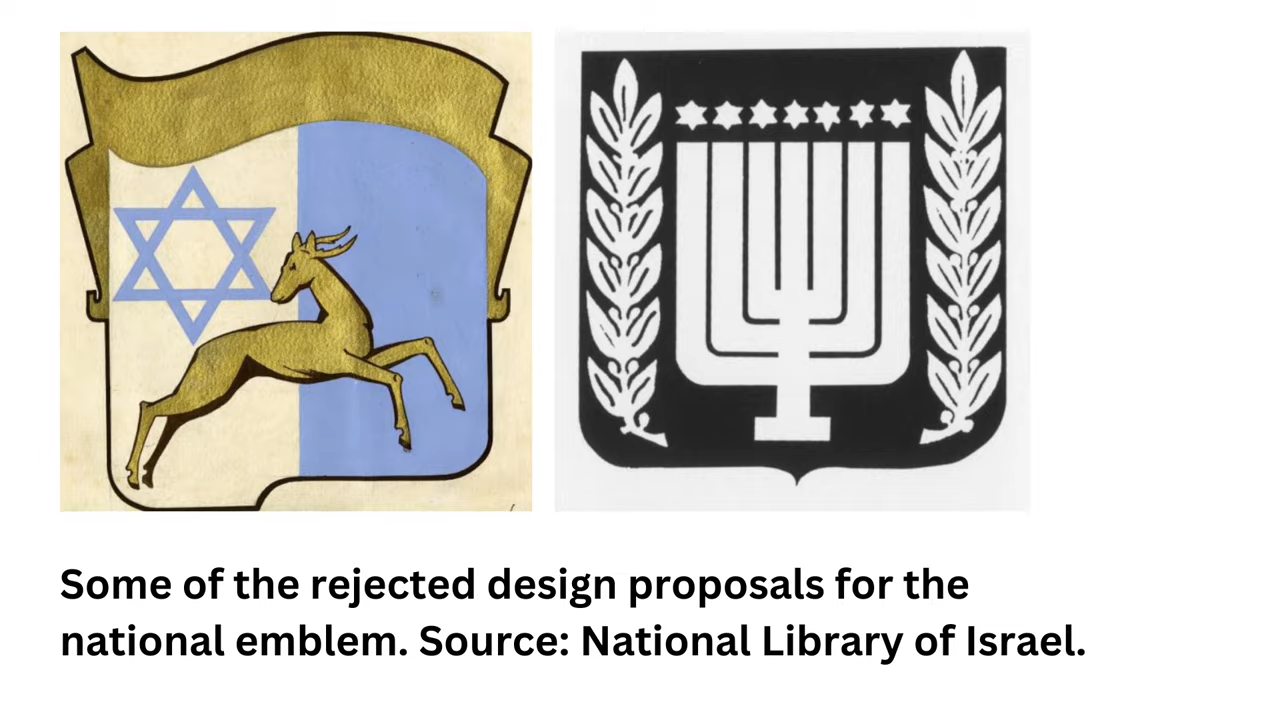 Some of the rejected design proposals for the
national emblem. Source: National Library of Israel.